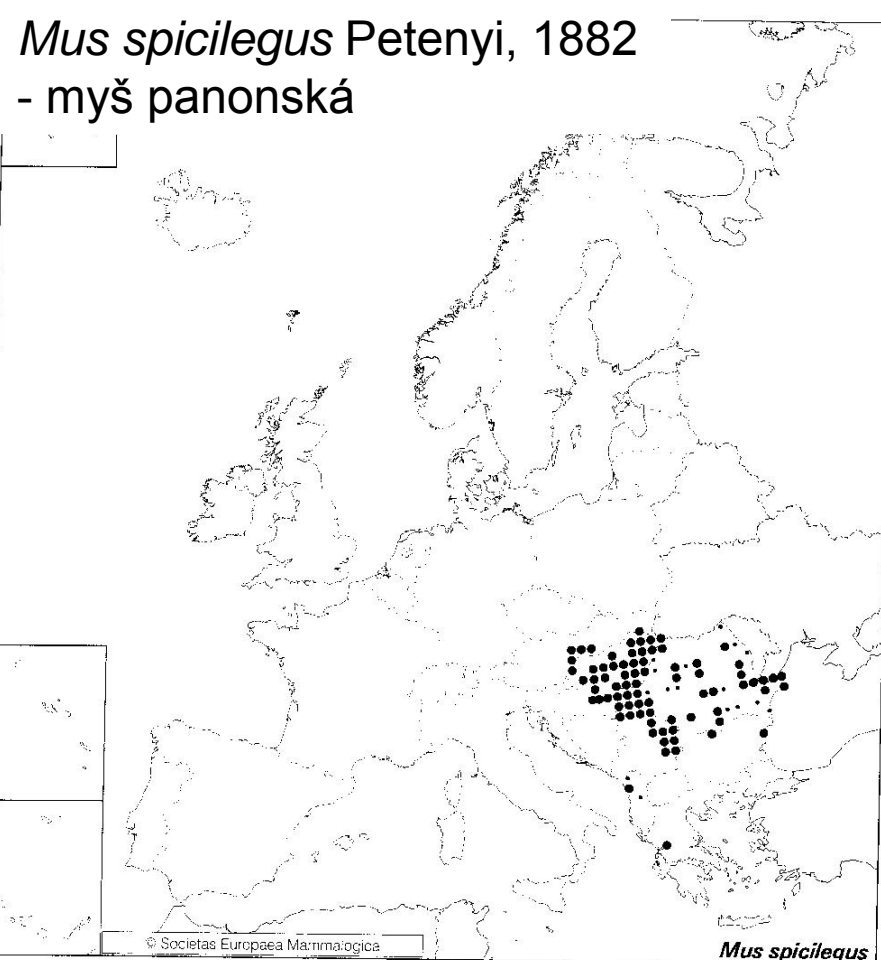 Mus spicilegus Petenyi, 1882
- myš panonská
© Societas Europaea Mammalogica
Mus spicilegus